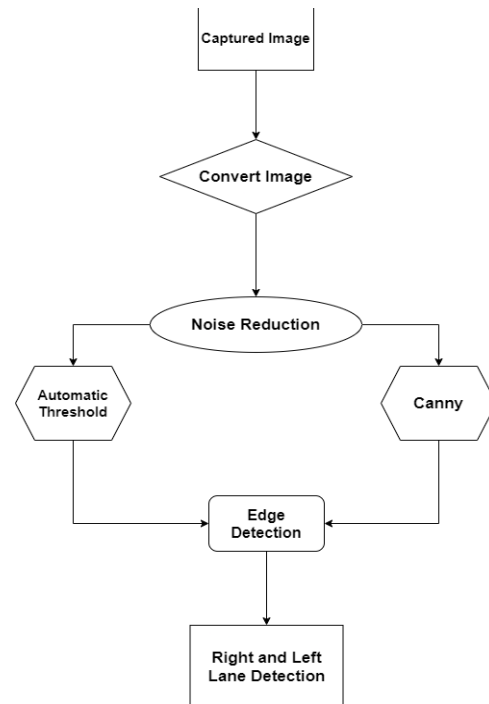 Captured Image
Convert Image
Noise Reduction
Automatic
Threshold
Canny
Edge
Detection
Right and Left
Lane Detection